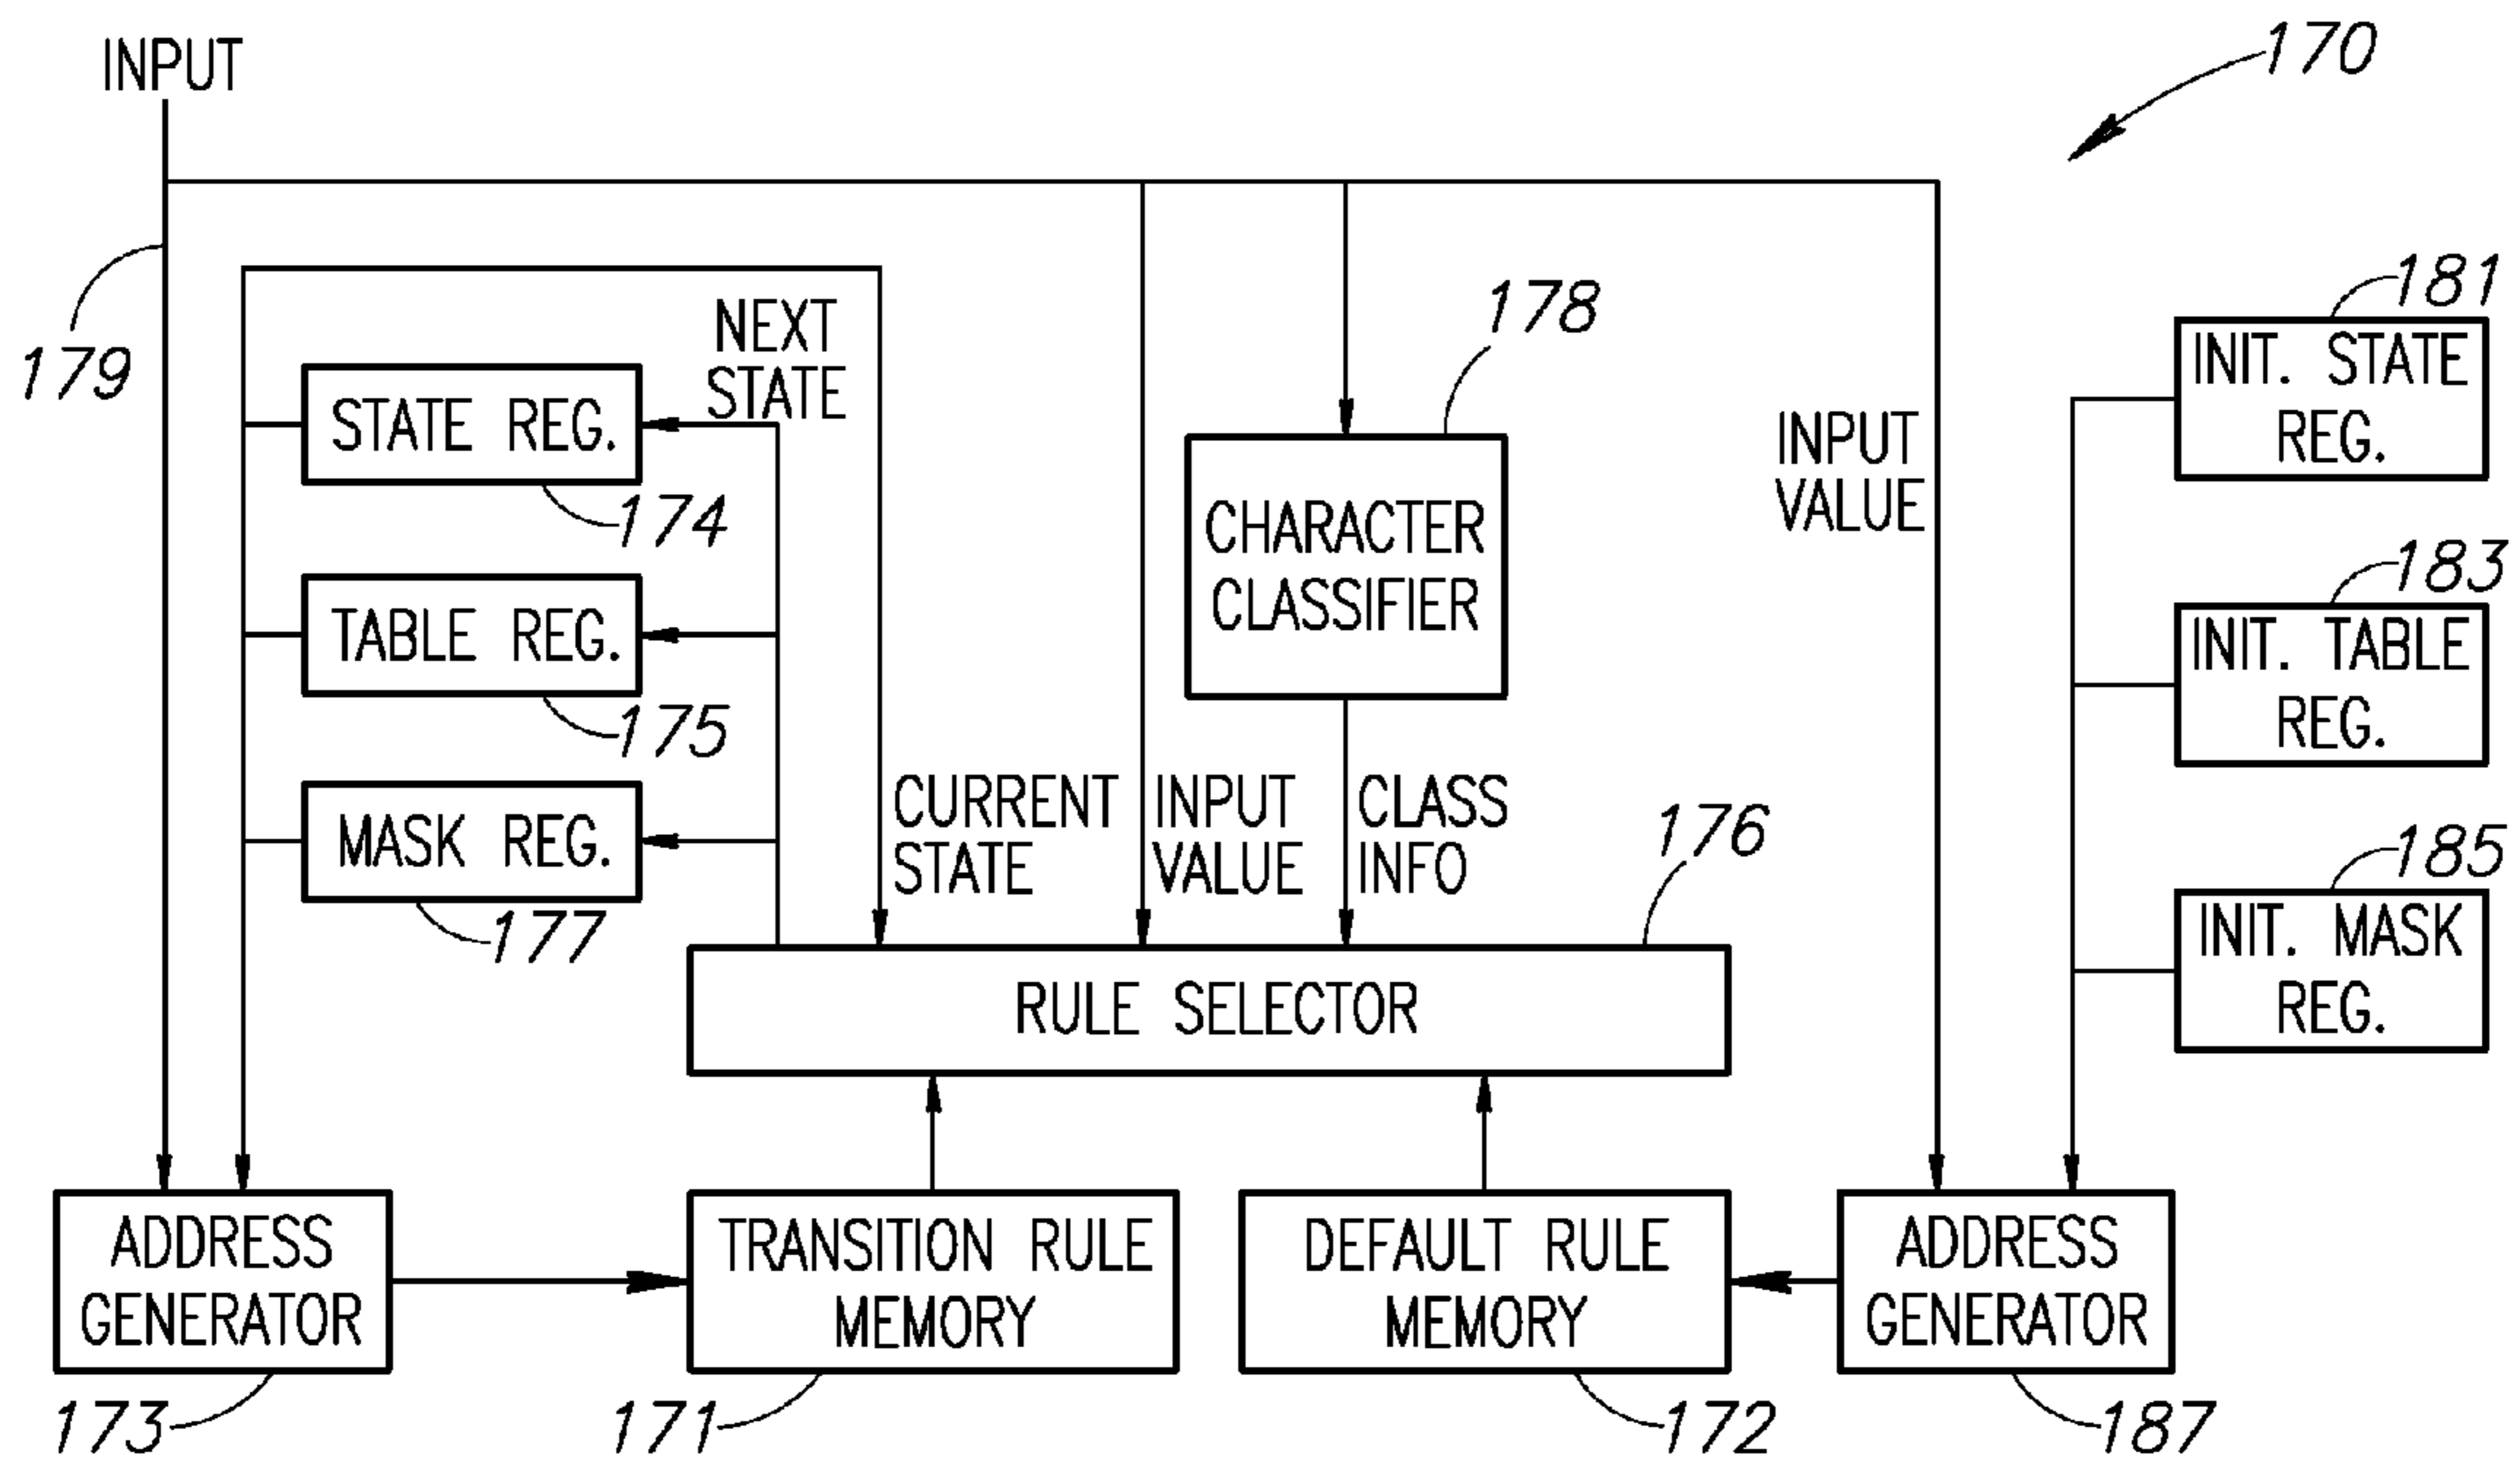 INPUT
170
179
NEXT
STATE
178
181
INIT. STATE
REG.
STATE REG.
174
INPUT
VALUE
CHARACTER
CLASSIFIER
183
INIT. TABLE
REG.
TABLE REG.
175
MASK REG.
177
CURRENT
STATE
INPUT
VALUE
CLASS
INFO
176
185
INIT. MASK
REG.
RULE SELECTOR
ADDRESS
GENERATOR
173
TRANSITION RULE
MEMORY
171
DEFAULT RULE
MEMORY
172
ADDRESS
GENERATOR
187